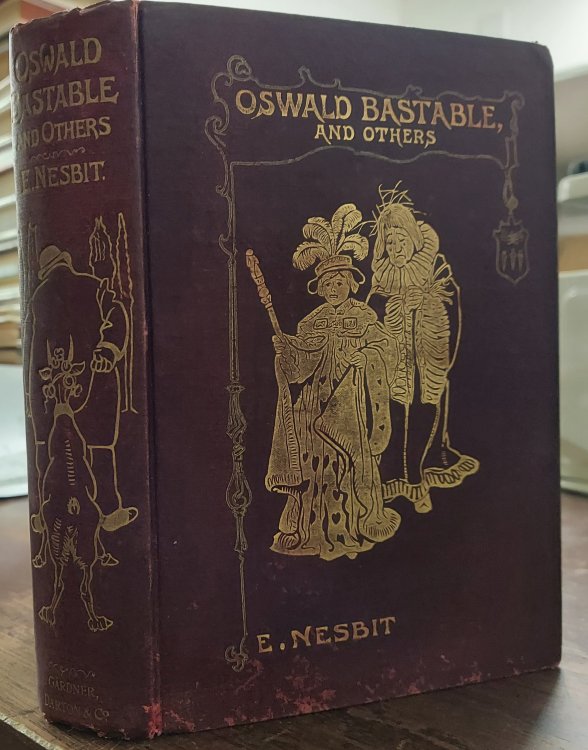 OSWALD
BASTABLE
AND OTHERS
E. NESBIT.
GARDNER,
DARTON & Co
OSWALD BASTABLE,
AND OTHERS
E. NESBIT